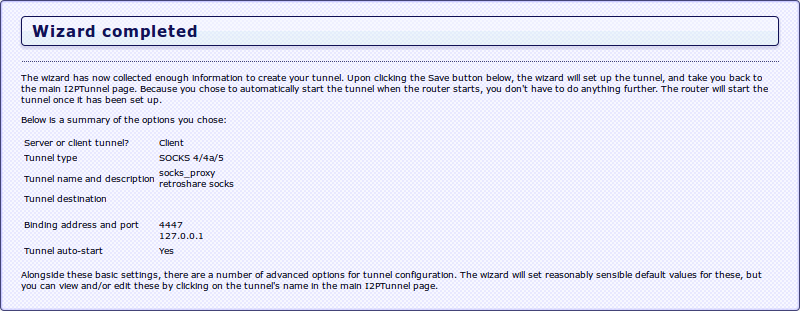 Wizard completed
The wizard has now collected enough information to create your tunnel. Upon clicking the Save button below, the wizard will set up the tunnel, and take you back to
the main I2PTunnel page. Because you chose to automatically start the tunnel when the router starts, you don't have to do anything further. The router will start the
tunnel once it has been set up.
Below is a summary of the options you chose:
Server or client tunnel? Client
Tunnel type SOCKS 4/4a/5
Tunnel name and description socks_proxy
retroshare socks
Tunnel destination
Binding address and port 4447
127.0.0.1
Tunnel auto-start Yes
Alongside these basic settings, there are a number of advanced options for tunnel configuration. The wizard will set reasonably sensible default values for these, but
you can view and/or edit these by clicking on the tunnel's name in the main I2PTunnel page.